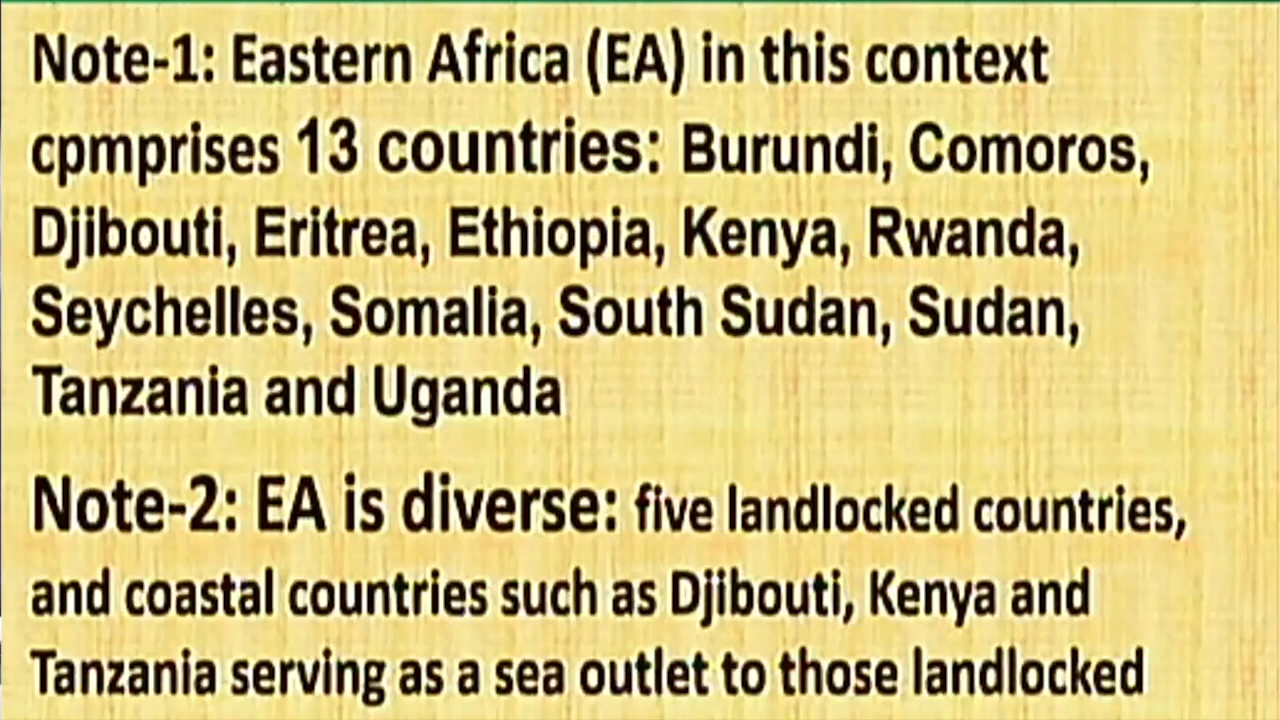 Note-1: Eastern Africa (EA) in this context
cpmprises 13 countries: Burundi, Comoros,
Djibouti, Eritrea, Ethiopia, Kenya, Rwanda,
Seychelles, Somalia, South Sudan, Sudan,
Tanzania and Uganda
Note-2: EA is diverse: five landlocked countries,
and coastal countries such as Djibouti, Kenya and
Tanzania serving as a sea outlet to those landlocked